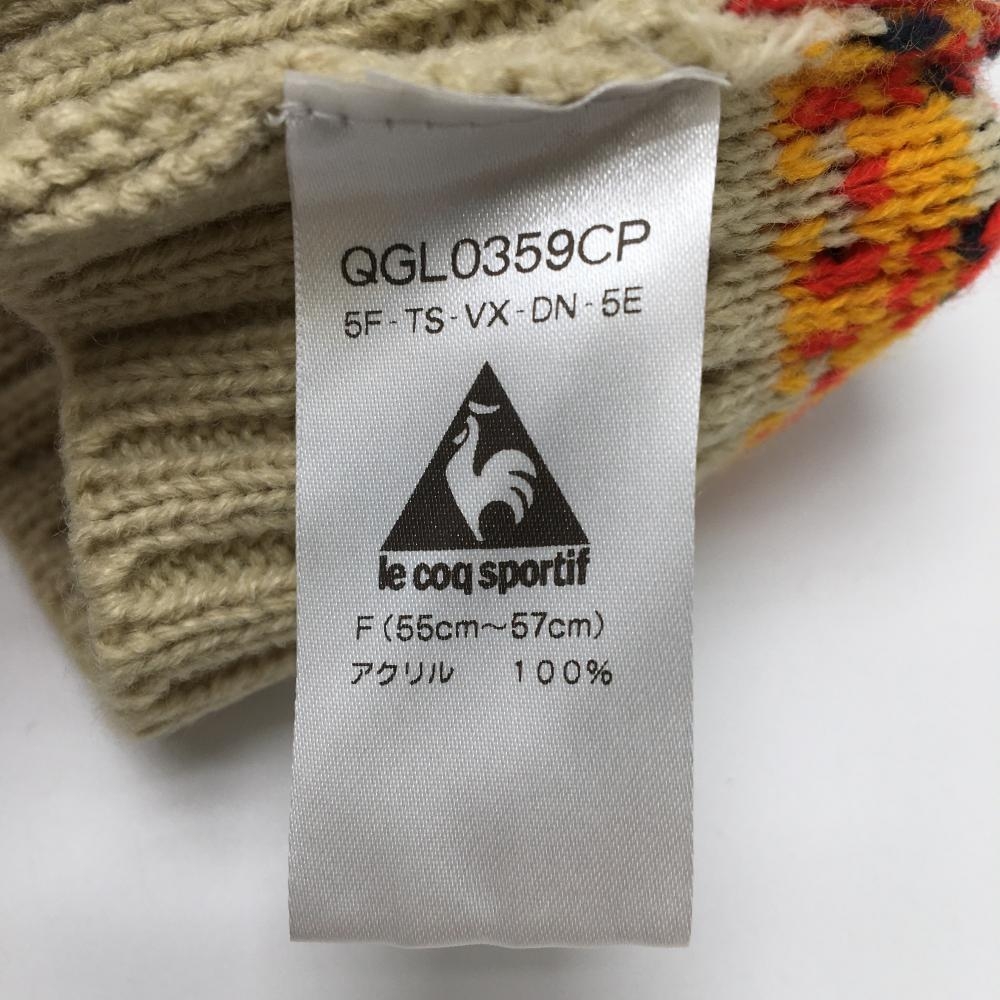 QGL0359CP
5F-TS-VX-DN-5E
le coq sportif
F(55cm～57cm)
アクリル 100%